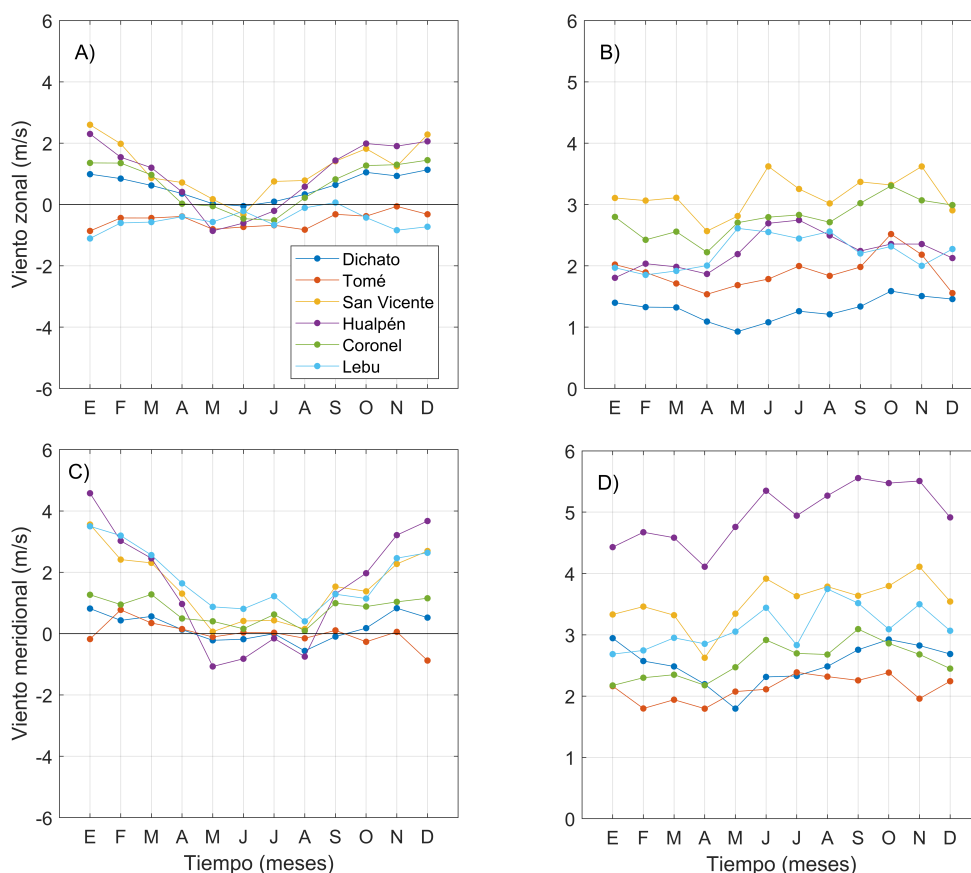 A)
Viento zonal (m/s)
6
4
2
0
-2
-4
-6
E F M A M J J A S O N D
Dichato
Tomé
San Vicente
Hualpén
Coronel
Lebu
B)
6
5
4
3
2
1
0
E F M A M J J A S O N D
C)
Viento meridional (m/s)
6
4
2
0
-2
-4
-6
E F M A M J J A S O N D
Tiempo (meses)
D)
6
5
4
3
2
1
0
E F M A M J J A S O N D
Tiempo (meses)